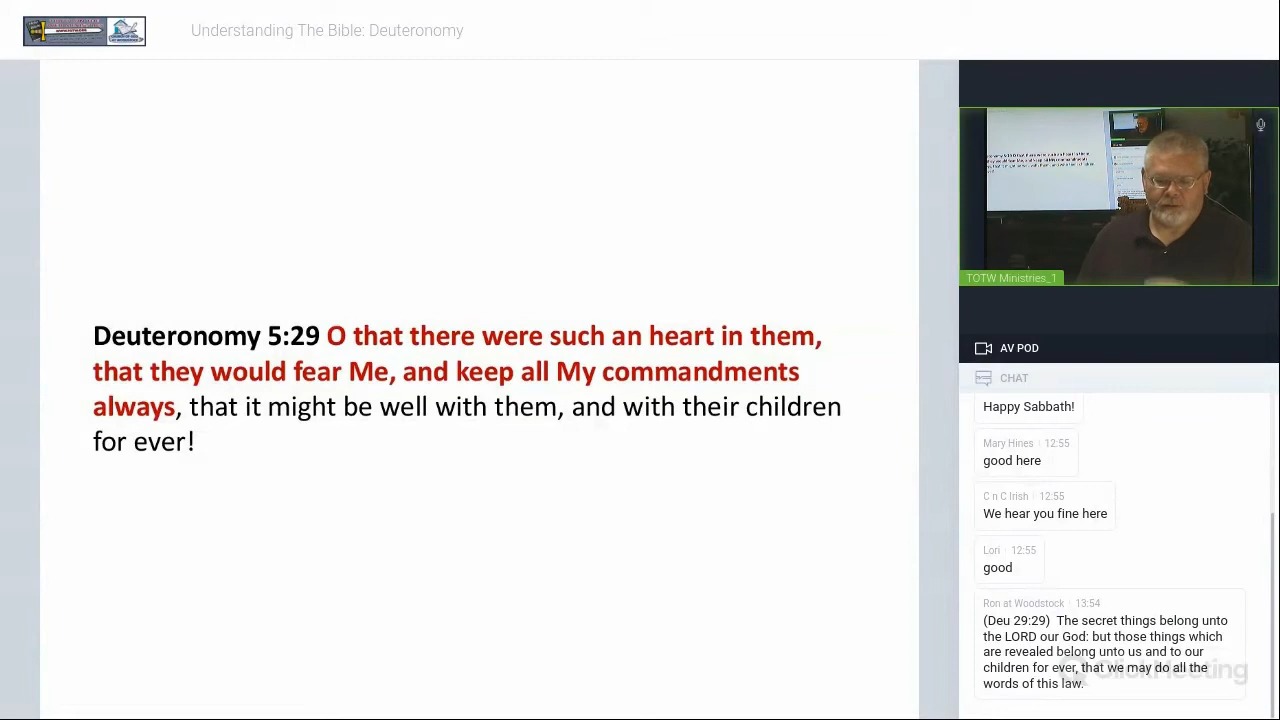 Understanding The Bible: Deuteronomy
Deuteronomy 5:29 O that there were such an heart in them,
that they would fear Me, and keep all My commandments
always, that it might be well with them, and with their children
for ever!
TOTW Ministries_1
AV POD
CHAT
Happy Sabbath!
Mary Hines 12:55
good here
C n C Irish 12:55
We hear you fine here
Lori 12:55
good
Ron at Woodstock 13:54
(Deu 29:29) The secret things belong unto
the LORD our God: but those things which
are revealed belong unto us and to our
children for ever, that we may do all the
words of this law.
ClickMeeting